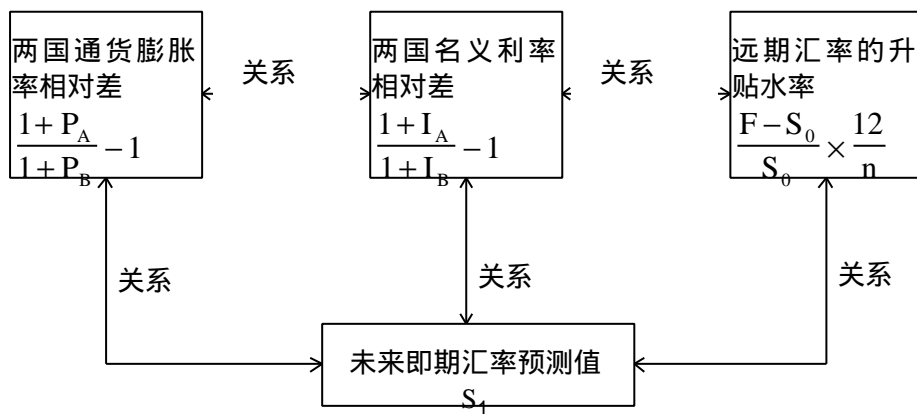 两国通货膨胀
率相对差
(1 + P_A)/(1 + P_B) − 1
关系
两国名义利率
相对差
(1 + I_A)/(1 + I_B) − 1
关系
远期汇率的升
贴水率
(F − S_0)/S_0 × 12/n
关系
关系
关系
未来即期汇率预测值
S_1